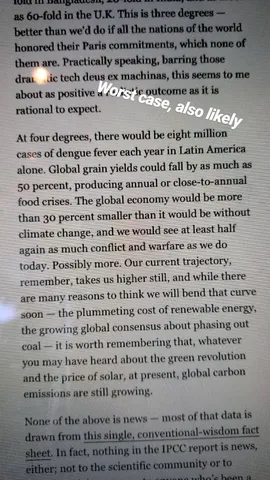 as 60-fold in the U.K. This is three degrees —
better than we'd do if all the nations of the world
honored their Paris commitments, which none of
them are. Practically speaking, barring those
tech deus ex machinas, this seems to me
about as positive outcome as it is
rational to expect.
Worst case, also likely
At four degrees, there would be eight million
cases of dengue fever each year in Latin America
alone. Global grain yields could fall by as much as
50 percent, producing annual or close-to-annual
food crises. The global economy would be more
than 30 percent smaller than it would be without
climate change, and we would see at least half
again as much conflict and warfare as we do
today. Possibly more. Our current trajectory,
remember, takes us higher still, and while there
are many reasons to think we will bend that curve
soon — the plummeting cost of renewable energy,
the growing global consensus about phasing out
coal — it is worth remembering that, whatever
you may have heard about the green revolution
and the price of solar, at present, global carbon
emissions are still growing.
None of the above is news — most of that data is
drawn from this single, conventional-wisdom fact
sheet. In fact, nothing in the IPCC report is news,
either; not to the scientific community or to